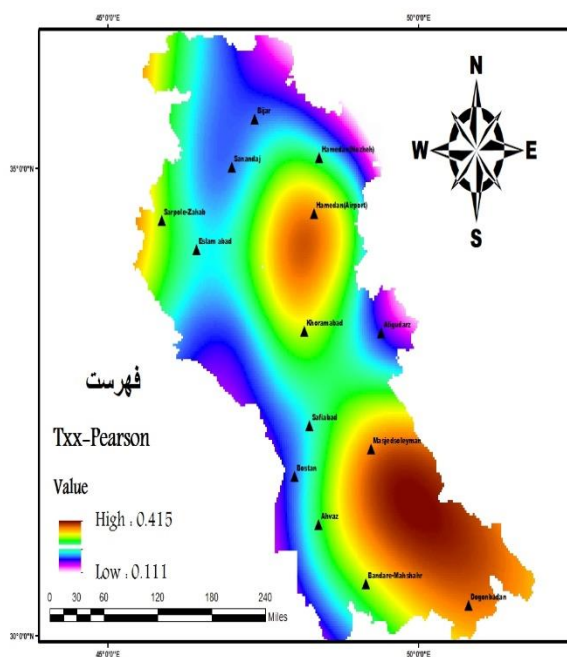 45°0'0"E
50°0'0"E
N
W
E
S
Bijar
Hamedan(Nozheh)
Sanandaj
35°0'0"N
Hamedan(Airport)
Sarpole-Zahab
Eslam abad
Khoramabad
Aligudarz
فهرست
Txx-Pearson
Value
High : 0.415
Low : 0.111
Safiabad
Masjedsoleyman
Bostan
Ahvaz
Bandare-Mahshahr
Dogonbadan
0 30 60 120 180 240
Miles
30°0'0"N
45°0'0"E
50°0'0"E